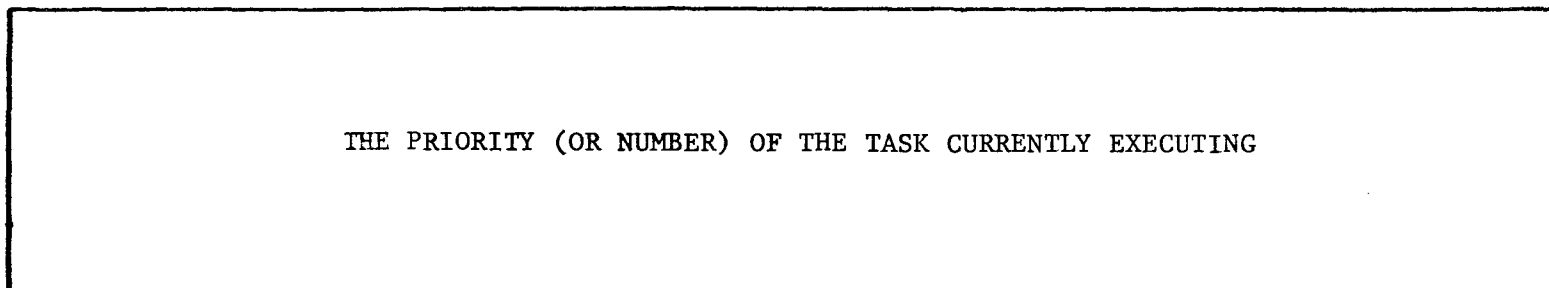 THE PRIORITY (OR NUMBER) OF THE TASK CURRENTLY EXECUTING